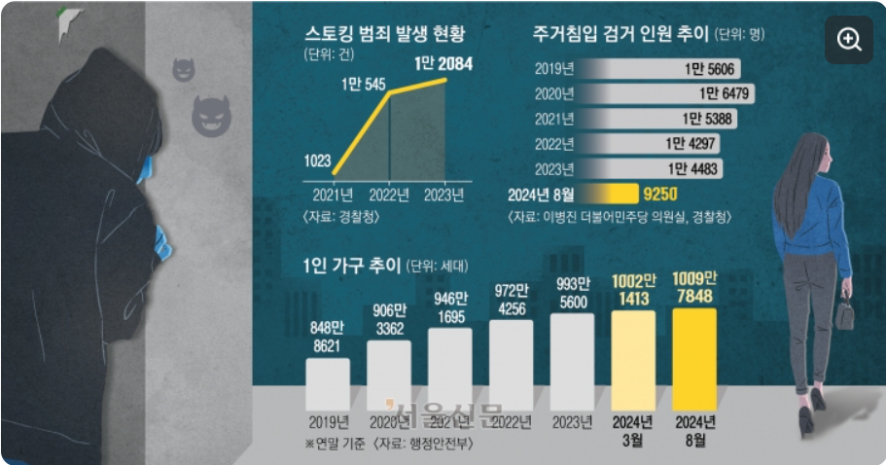 스토킹 범죄 발생 현황
(단위: 건)
1만 2084
1만 545
1023
2021년 2022년 2023년
〈자료: 경찰청〉
주거침입 검거 인원 추이 (단위: 명)
2019년 1만 5606
2020년 1만 6479
2021년 1만 5388
2022년 1만 4297
2023년 1만 4483
2024년 8월 9250
〈자료: 이병진 더불어민주당 의원실, 경찰청〉
1인 가구 추이 (단위: 세대)
848만 906만 946만 972만 993만 1002만 1009만
8621 3362 1695 4256 5600 1413 7848
2019년 2020년 2021년 2022년 2023년 2024년 2024년
3월 8월
서울신문
※연말 기준 〈자료: 행정안전부〉